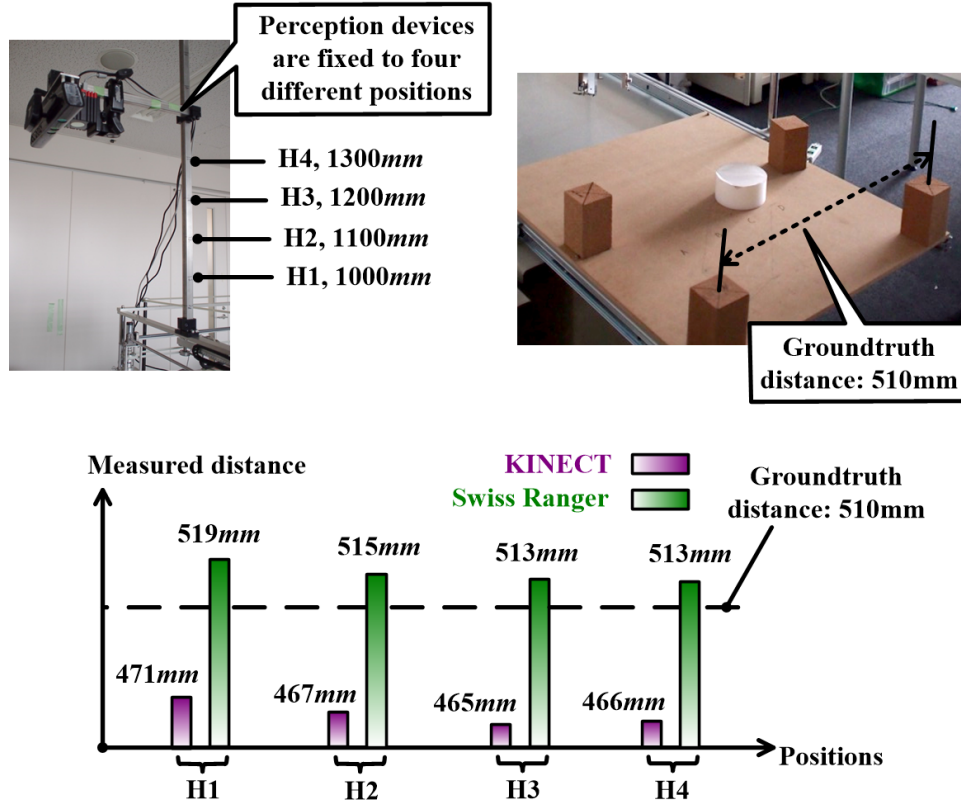 Perception devices
are fixed to four
different positions
H4, 1300mm
H3, 1200mm
H2, 1100mm
H1, 1000mm
Groundtruth
distance: 510mm
Measured distance
KINECT
Swiss Ranger
Groundtruth
distance: 510mm
519mm
515mm
513mm
513mm
471mm
467mm
465mm
466mm
Positions
H1
H2
H3
H4